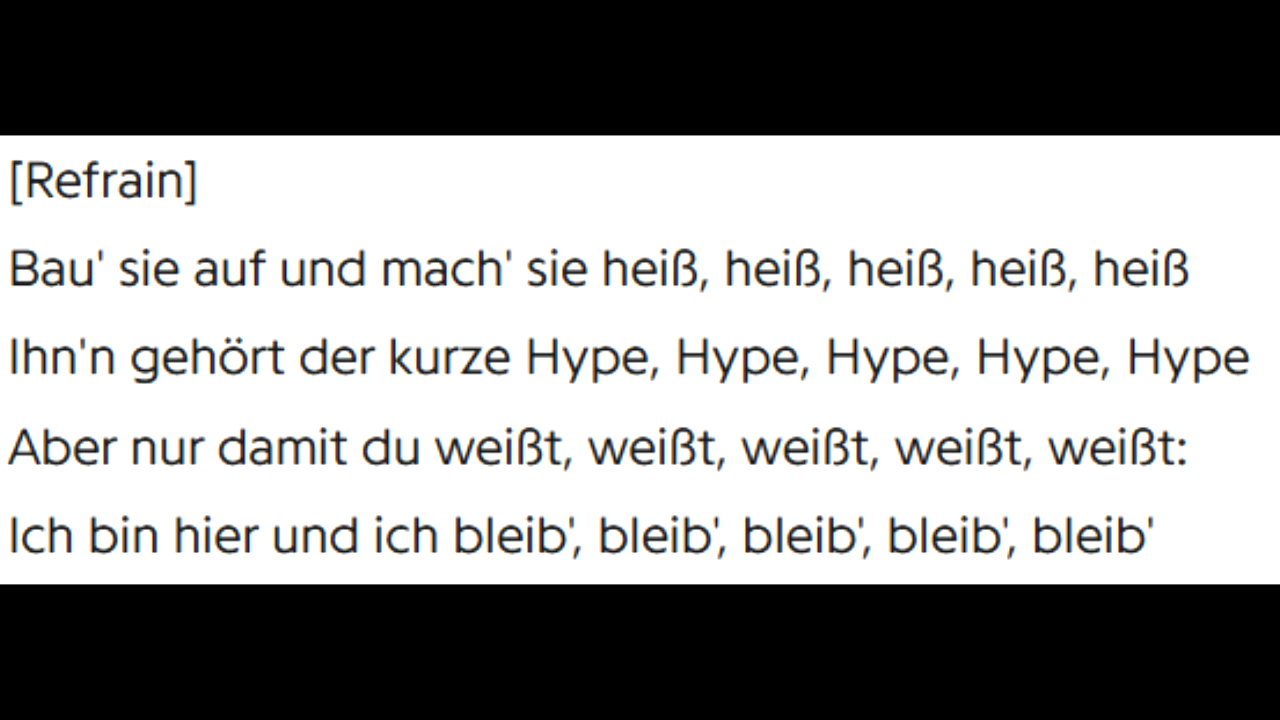 [Refrain]
Bau' sie auf und mach' sie heiß, heiß, heiß, heiß, heiß
Ihn'n gehört der kurze Hype, Hype, Hype, Hype, Hype
Aber nur damit du weißt, weißt, weißt, weißt, weißt:
Ich bin hier und ich bleib', bleib', bleib', bleib', bleib'